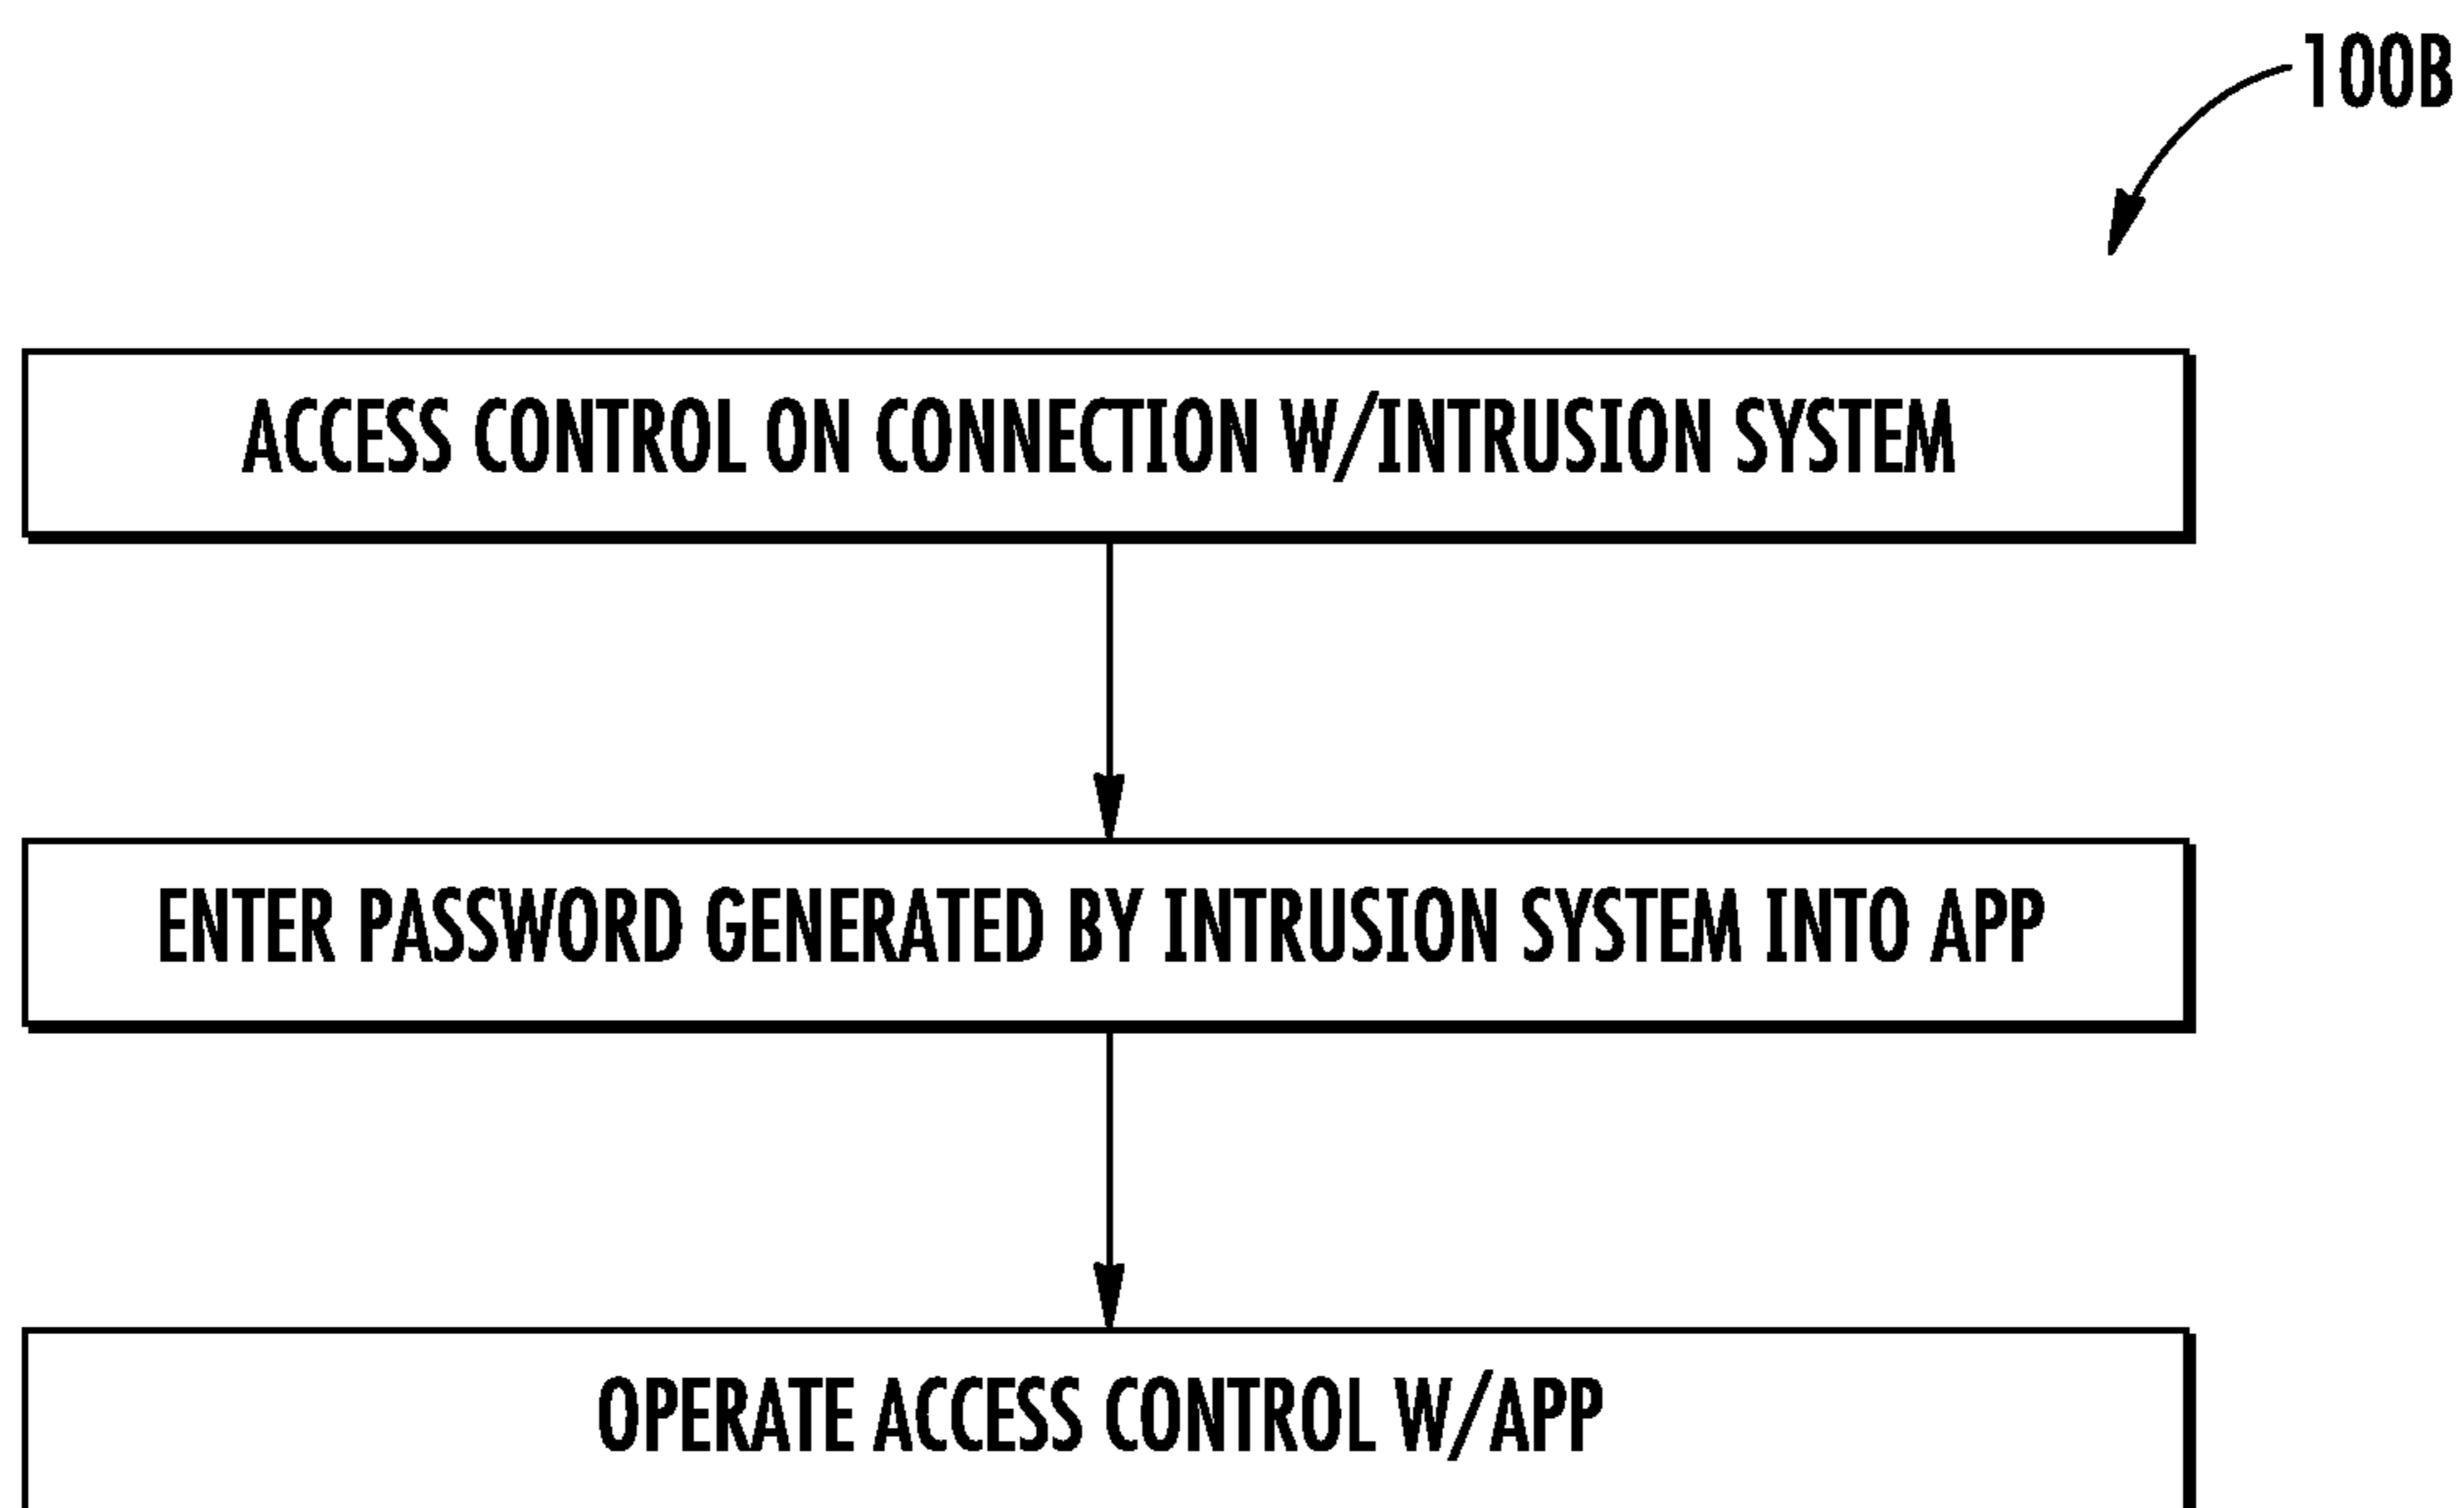 100B
ACCESS CONTROL ON CONNECTION W/INTRUSION SYSTEM
ENTER PASSWORD GENERATED BY INTRUSION SYSTEM INTO APP
OPERATE ACCESS CONTROL W/APP